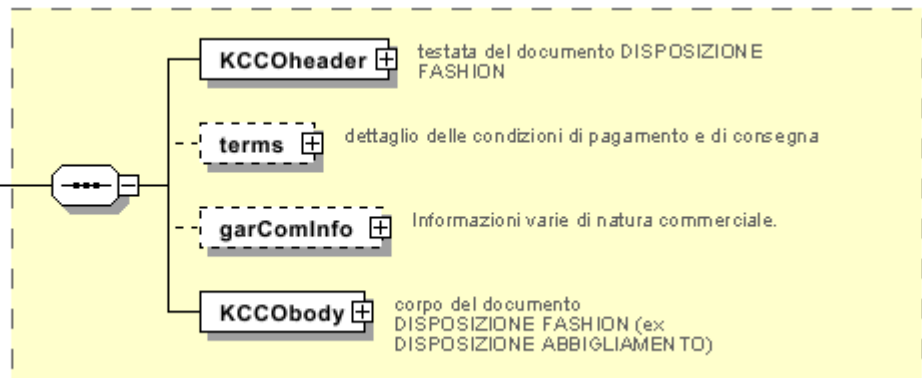 KCCOheader
testata del documento DISPOSIZIONE
FASHION
terms
dettaglio delle condizioni di pagamento e di consegna
garComInfo
Informazioni varie di natura commerciale.
KCCObody
corpo del documento
DISPOSIZIONE FASHION (ex
DISPOSIZIONE ABBIGLIAMENTO)